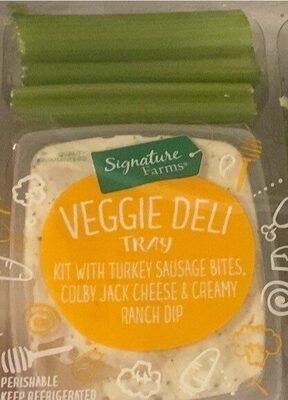 Signature
Farms®
VEGGIE DELI
TRAY
KIT WITH TURKEY SAUSAGE BITES,
COLBY JACK CHEESE & CREAMY
RANCH DIP
PERISHABLE
KEEP REFRIGERATED